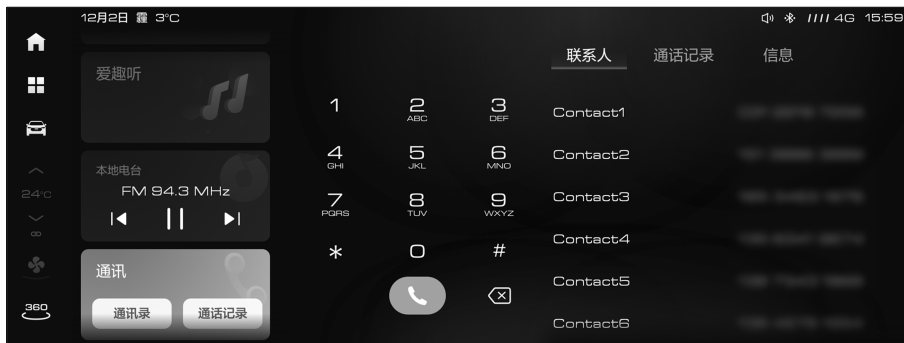 12月2日 霾 3°C
4G 15:59
爱趣听
本地电台
FM 94.3 MHz
通讯
通讯录 通话记录
24°C
360
1
2 ABC
3 DEF
4 GHI
5 JKL
6 MNO
7 PQRS
8 TUV
9 WXYZ
*
0
#
联系人 通话记录 信息
Contact1
Contact2
Contact3
Contact4
Contact5
Contact6